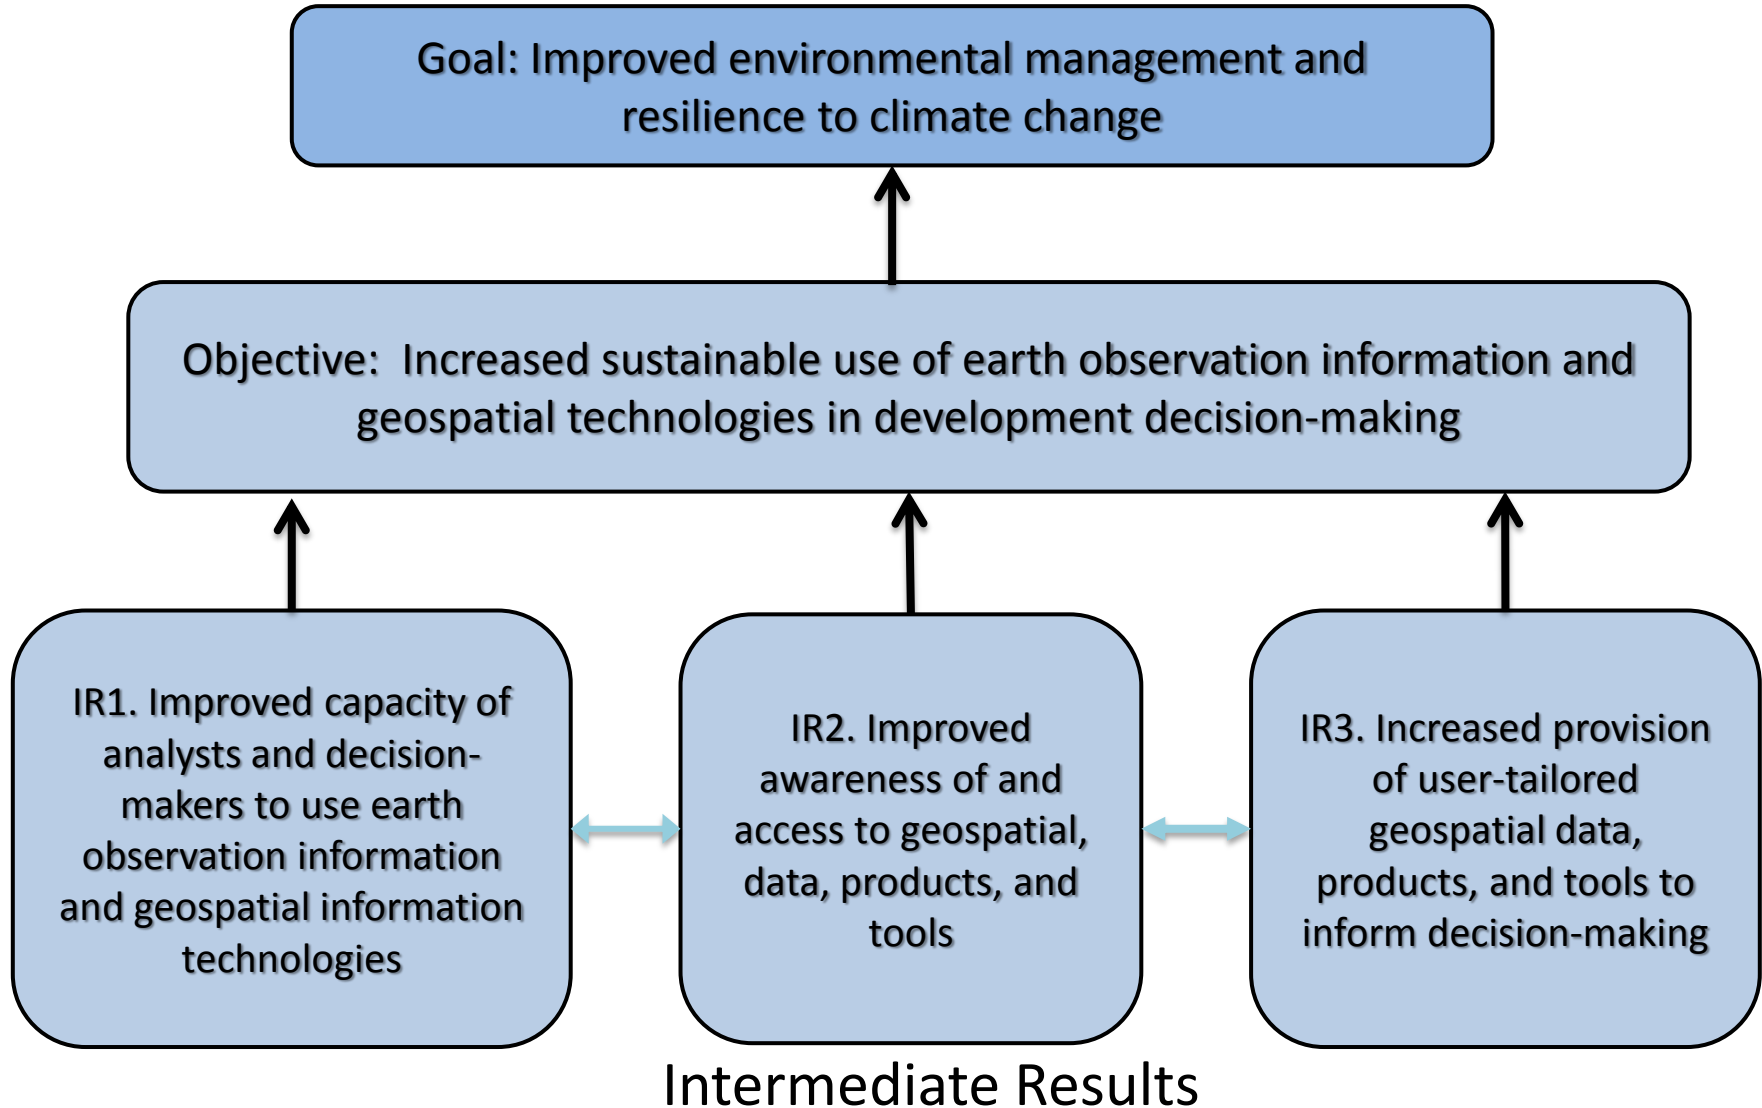 Goal: Improved environmental management and
resilience to climate change
Objective:  Increased sustainable use of earth observation information and
geospatial technologies in development decision-making
IR1. Improved capacity of
analysts and decision-
makers to use earth
observation information
and geospatial information
technologies
IR2. Improved
awareness of and
access to geospatial,
data, products, and
tools
IR3. Increased provision
of user-tailored
geospatial data,
products, and tools to
inform decision-making
Intermediate Results